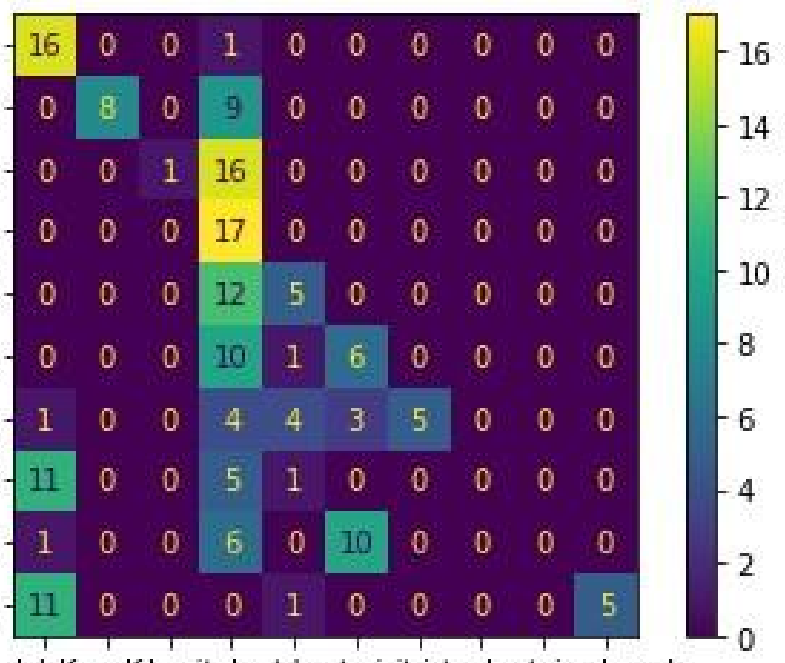 16 0 0 1 0 0 0 0 0 0
0 8 0 9 0 0 0 0 0 0
0 0 1 16 0 0 0 0 0 0
0 0 0 17 0 0 0 0 0 0
0 0 0 12 5 0 0 0 0 0
0 0 0 10 1 6 0 0 0 0
1 0 0 4 4 3 5 0 0 0
11 0 0 5 1 0 0 0 0 0
1 0 0 6 0 10 0 0 0 0
11 0 0 0 1 0 0 0 0 5
16
14
12
10
8
6
4
2
0